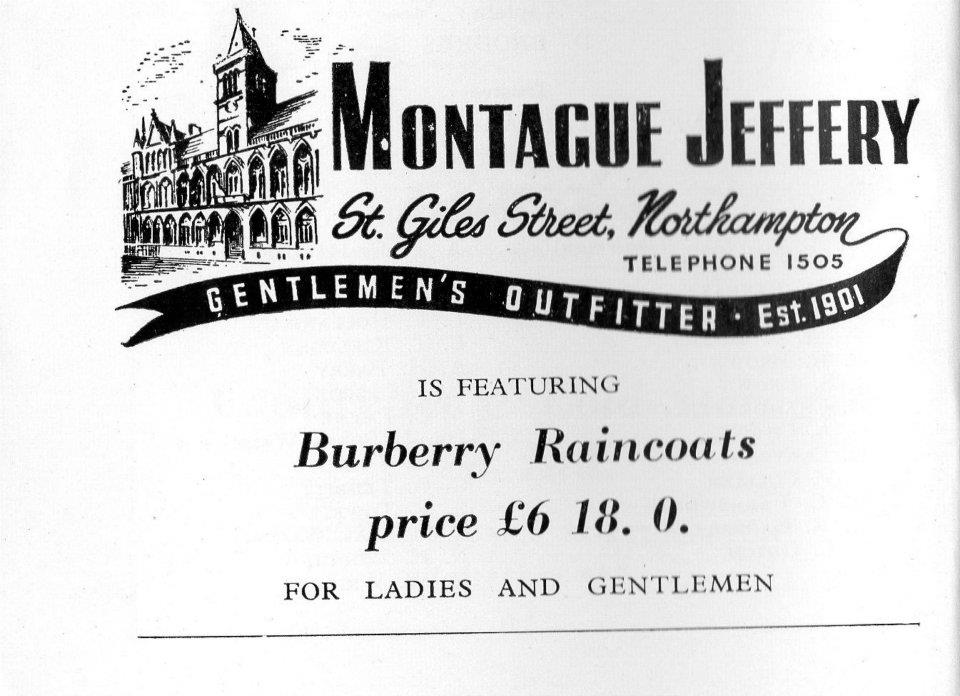 MONTAGUE JEFFERY
St. Giles Street, Northampton
TELEPHONE 1505
GENTLEMEN'S OUTFITTER · EST. 1901
IS FEATURING
Burberry Raincoats
price £6 18. 0.
FOR LADIES AND GENTLEMEN